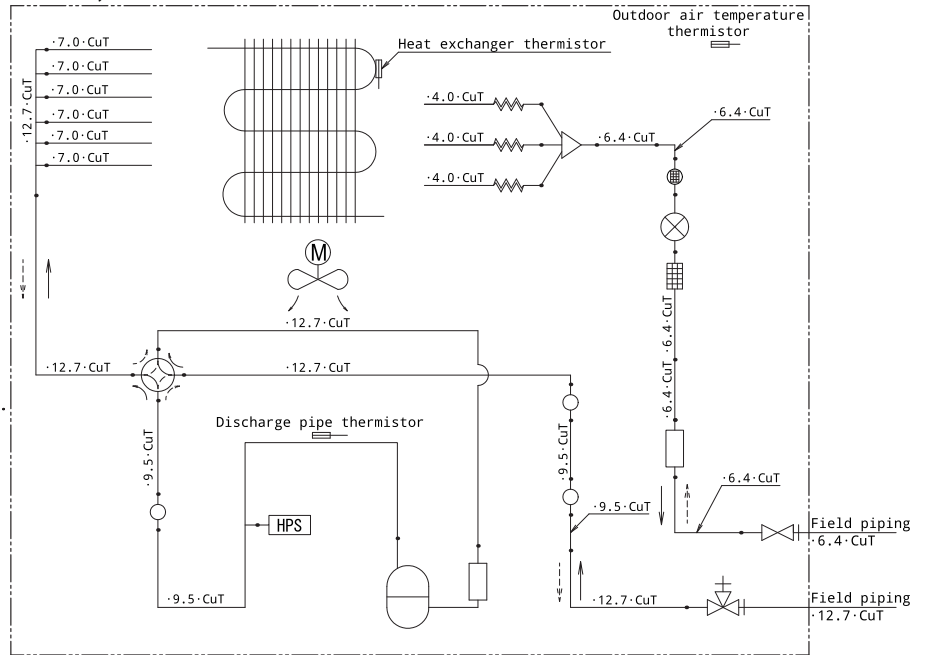 Outdoor air temperature
thermistor
·7.0·CuT
Heat exchanger thermistor
·7.0·CuT
·7.0·CuT
·12.7·CuT
·4.0·CuT
·6.4·CuT
·7.0·CuT
·7.0·CuT
·4.0·CuT
·6.4·CuT
·7.0·CuT
·4.0·CuT
M
·12.7·CuT
·6.4·CuT
·12.7·CuT
·12.7·CuT
·6.4·CuT
Discharge pipe thermistor
·9.5·CuT
·9.5·CuT
·6.4·CuT
·9.5·CuT
HPS
Field piping
·6.4·CuT
·9.5·CuT
·12.7·CuT
Field piping
·12.7·CuT